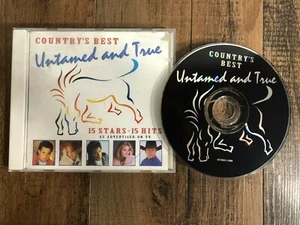 COUNTRY'S BEST
Untamed and True
15 STARS - 15 HITS
AS ADVERTISED ON TV
COUNTRY'S
BEST
Untamed and True